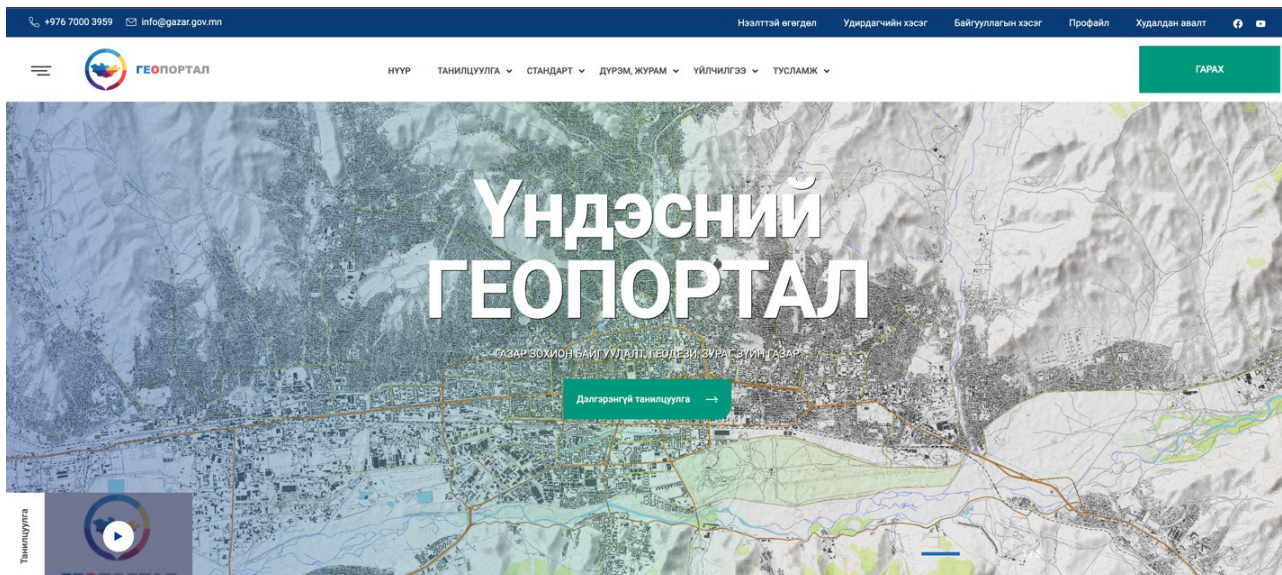 +976 7000 3959 info@gazar.gov.mn Нээлттэй өгөгдөл Удирдагчийн хэсэг Байгууллагын хэсэг Профайл Худалдан авалт
ГЕОПОРТАЛ НҮҮР ТАНИЛЦУУЛГА СТАНДАРТ ДҮРЭМ, ЖУРАМ ҮЙЛЧИЛГЭЭ ТУСЛАМЖ ГАРАХ
Үндэсний
ГЕОПОРТАЛ
ГАЗАР ЗОХИОН БАЙГУУЛАЛТ, ГЕОДЕЗИ, ЗУРАГ ЗҮЙН ГАЗАР
Дэлгэрэнгүй танилцуулга
Танилцуулга
ГЕОПОРТАЛ